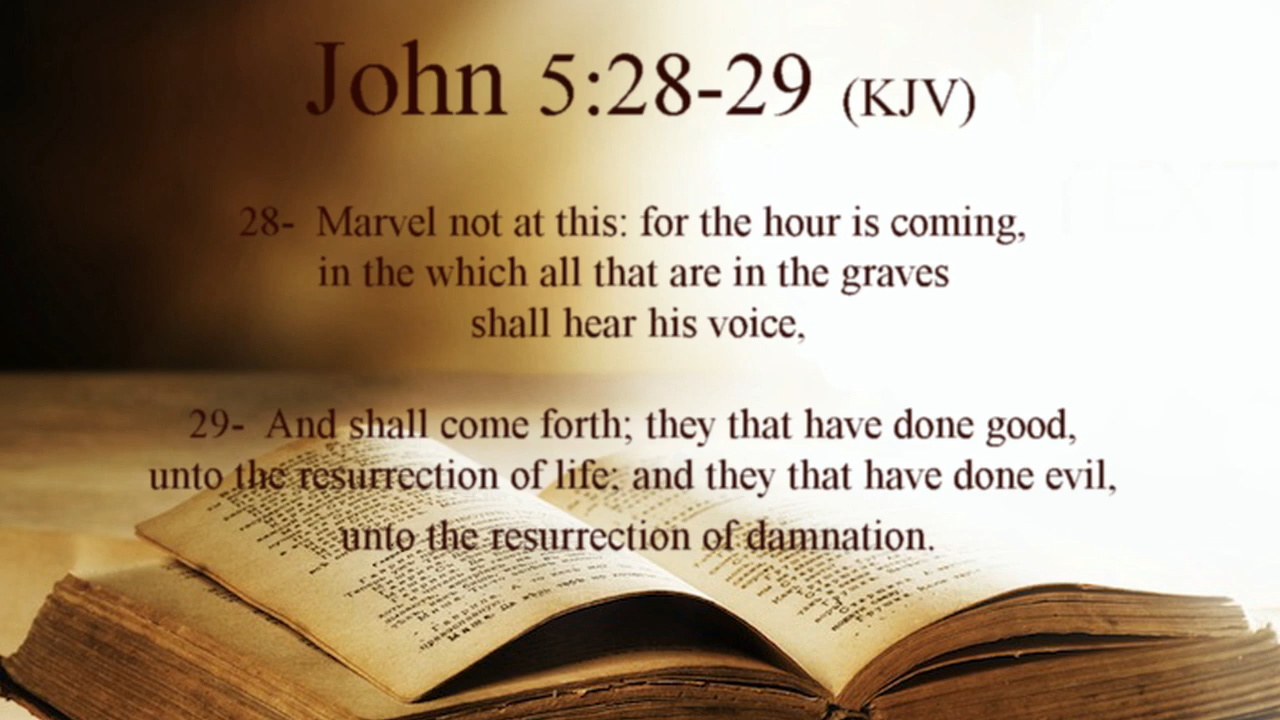 John 5:28-29 (KJV)
28- Marvel not at this: for the hour is coming,
in the which all that are in the graves
shall hear his voice,
29- And shall come forth; they that have done good,
unto the resurrection of life; and they that have done evil,
unto the resurrection of damnation.